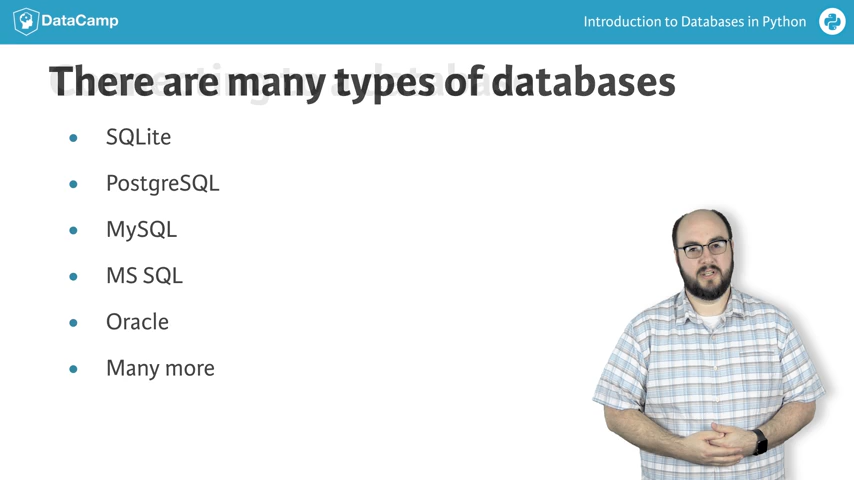 DataCamp
Introduction to Databases in Python
There are many types of databases
• SQLite
• PostgreSQL
• MySQL
• MS SQL
• Oracle
• Many more